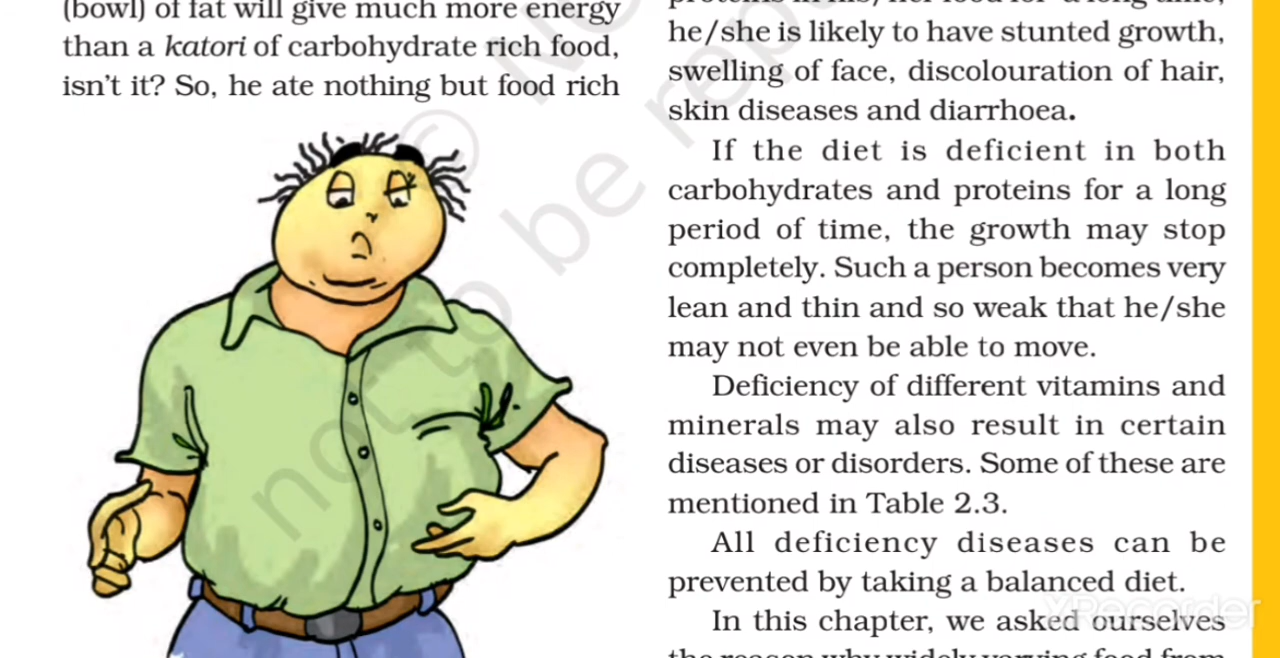 (bowl) of fat will give much more energy
than a katori of carbohydrate rich food,
isn't it? So, he ate nothing but food rich
he/she is likely to have stunted growth,
swelling of face, discolouration of hair,
skin diseases and diarrhoea.
If the diet is deficient in both
carbohydrates and proteins for a long
period of time, the growth may stop
completely. Such a person becomes very
lean and thin and so weak that he/she
may not even be able to move.
Deficiency of different vitamins and
minerals may also result in certain
diseases or disorders. Some of these are
mentioned in Table 2.3.
All deficiency diseases can be
prevented by taking a balanced diet.
In this chapter, we asked ourselves
not to be rep
XRecorder